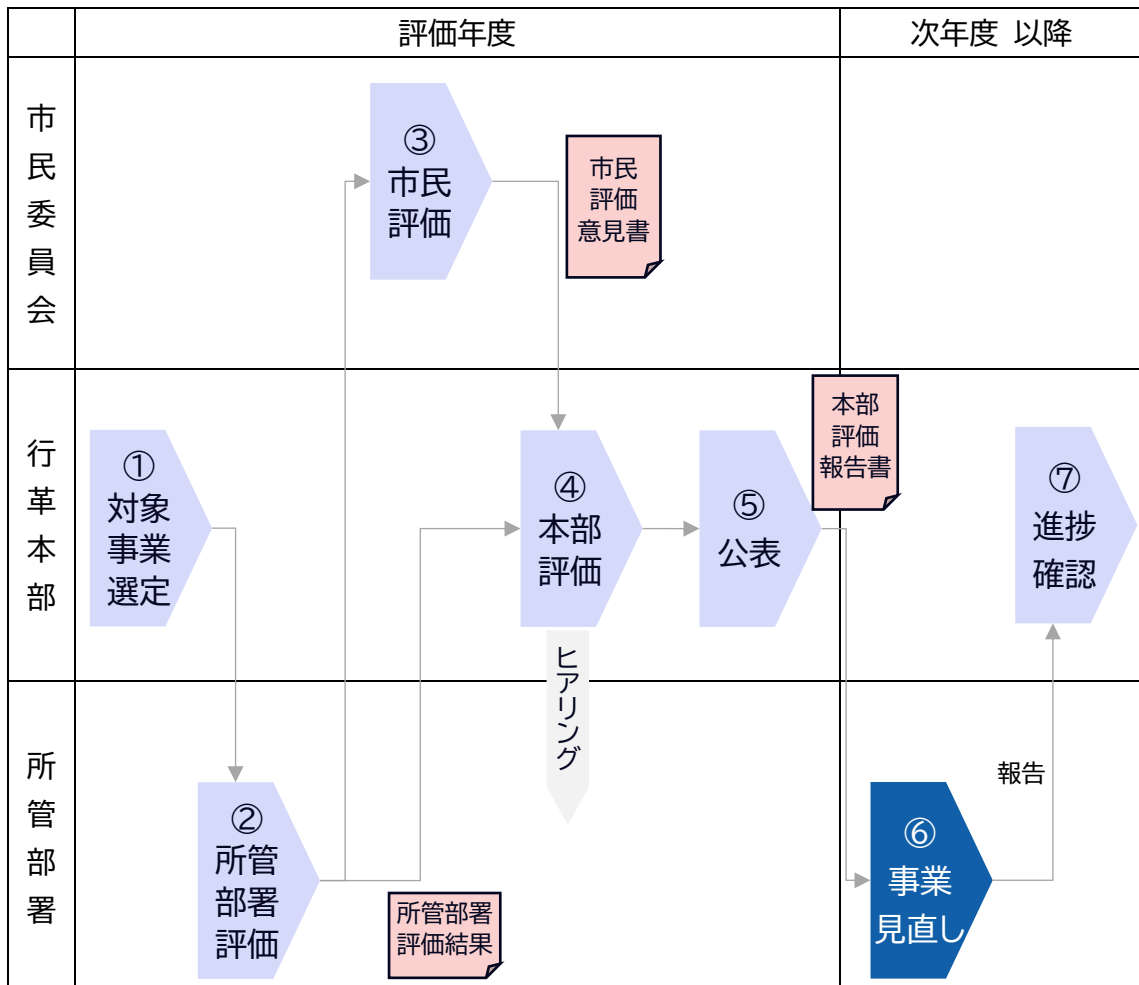 評価年度
次年度 以降
市民委員会
③
市民
評価
市民
評価
意見書
行革本部
①
対象
事業
選定
④
本部
評価
⑤
公表
本部
評価
報告書
⑦
進捗
確認
ヒアリング
所管部署
②
所管
部署
評価
所管部署
評価結果
報告
⑥
事業
見直し